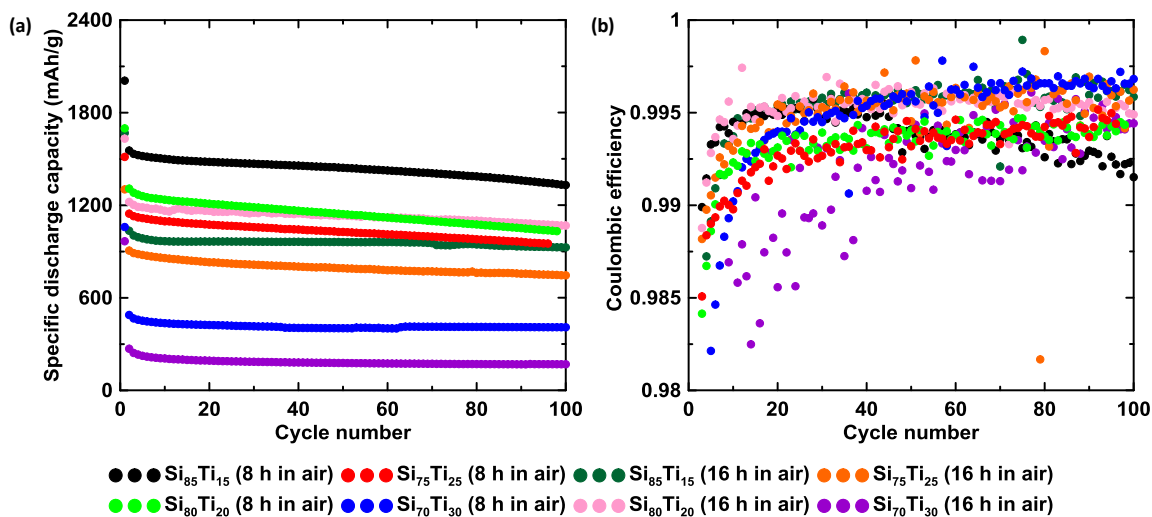 (a)
Specific discharge capacity (mAh/g)
2400
1800
1200
600
0
0 20 40 60 80 100
Cycle number
(b)
Coulombic efficiency
1
0.995
0.99
0.985
0.98
0 20 40 60 80 100
Cycle number
Si₈₅Ti₁₅ (8 h in air) Si₇₅Ti₂₅ (8 h in air) Si₈₅Ti₁₅ (16 h in air) Si₇₅Ti₂₅ (16 h in air)
Si₈₀Ti₂₀ (8 h in air) Si₇₀Ti₃₀ (8 h in air) Si₈₀Ti₂₀ (16 h in air) Si₇₀Ti₃₀ (16 h in air)